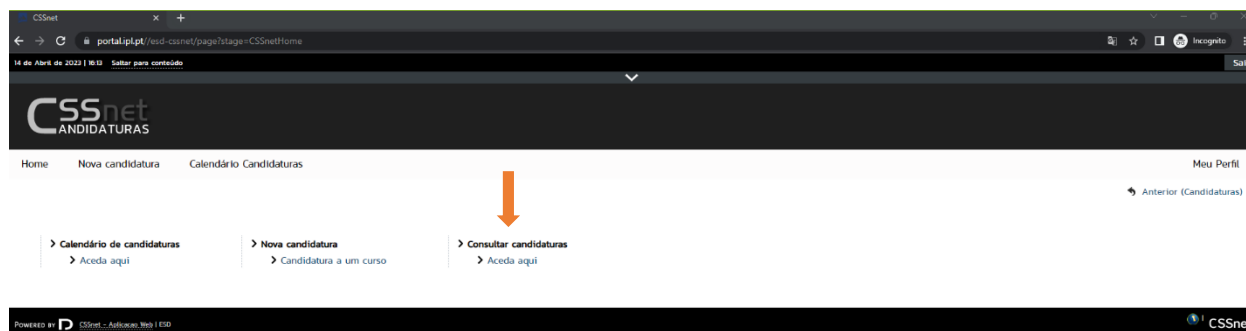 CSSnet
portal.ipl.pt//esd-cssnet/page?stage=CSSnetHome
Incognito
14 de Abril de 2023 | 16:13 Saltar para conteúdo
CSSnet
CANDIDATURAS
Home Nova candidatura Calendário Candidaturas Meu Perfil
Anterior (Candidaturas)
Calendário de candidaturas Nova candidatura Consultar candidaturas
Aceda aqui Candidatura a um curso Aceda aqui
POWERED BY CSSnet - Aplicacao Web | ESD